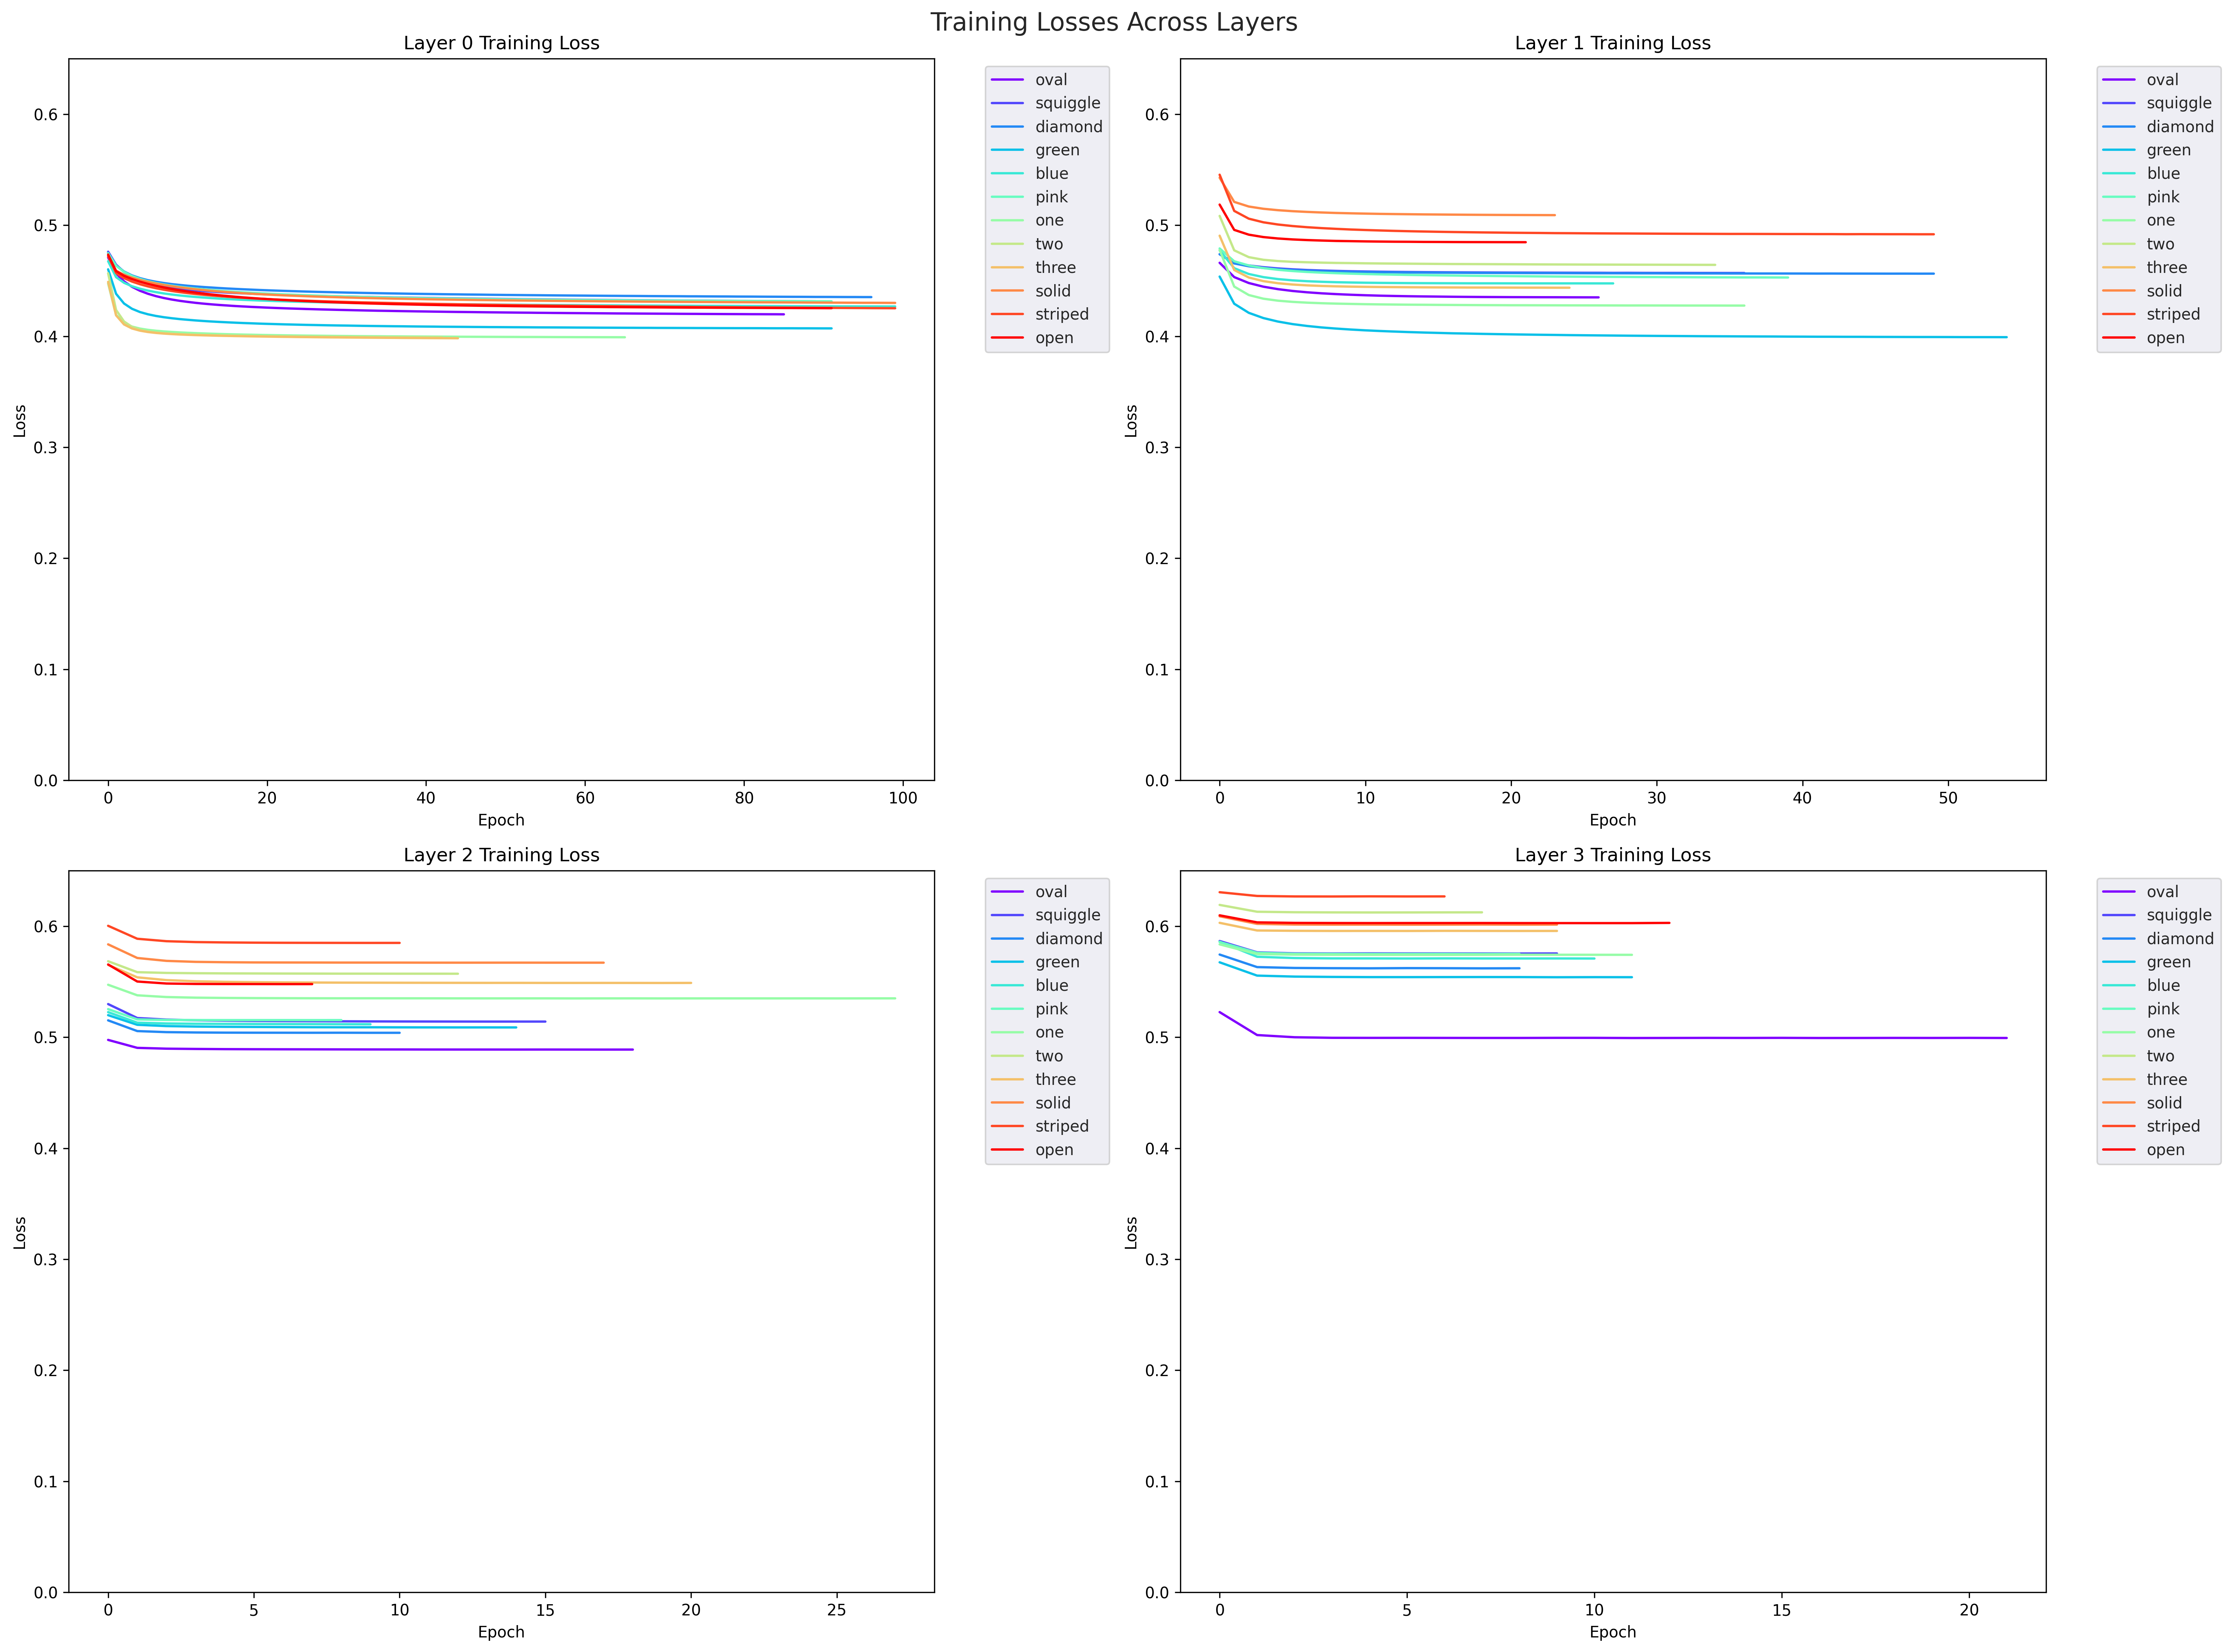 Training Losses Across Layers
Layer 0 Training Loss
Loss
0.6
0.5
0.4
0.3
0.2
0.1
0.0
0 20 40 60 80 100
Epoch
oval
squiggle
diamond
green
blue
pink
one
two
three
solid
striped
open
Layer 1 Training Loss
Loss
0.6
0.5
0.4
0.3
0.2
0.1
0.0
0 10 20 30 40 50
Epoch
oval
squiggle
diamond
green
blue
pink
one
two
three
solid
striped
open
Layer 2 Training Loss
Loss
0.6
0.5
0.4
0.3
0.2
0.1
0.0
0 5 10 15 20 25
Epoch
oval
squiggle
diamond
green
blue
pink
one
two
three
solid
striped
open
Layer 3 Training Loss
Loss
0.6
0.5
0.4
0.3
0.2
0.1
0.0
0 5 10 15 20
Epoch
oval
squiggle
diamond
green
blue
pink
one
two
three
solid
striped
open